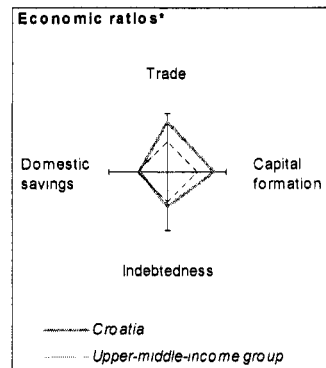 Economic ratios*
Trade
Domestic
savings
Capital
formation
Indebtedness
Croatia
Upper-middle-income group